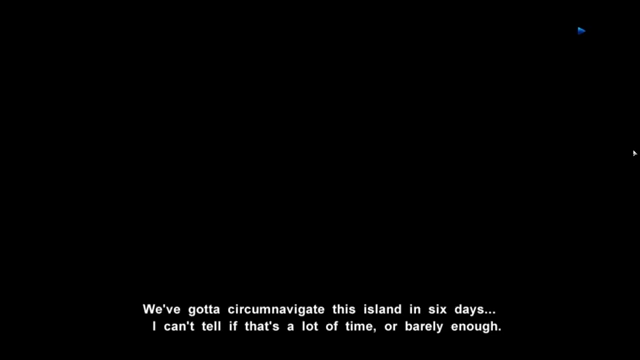 We've gotta circumnavigate this island in six days...
I can't tell if that's a lot of time, or barely enough.